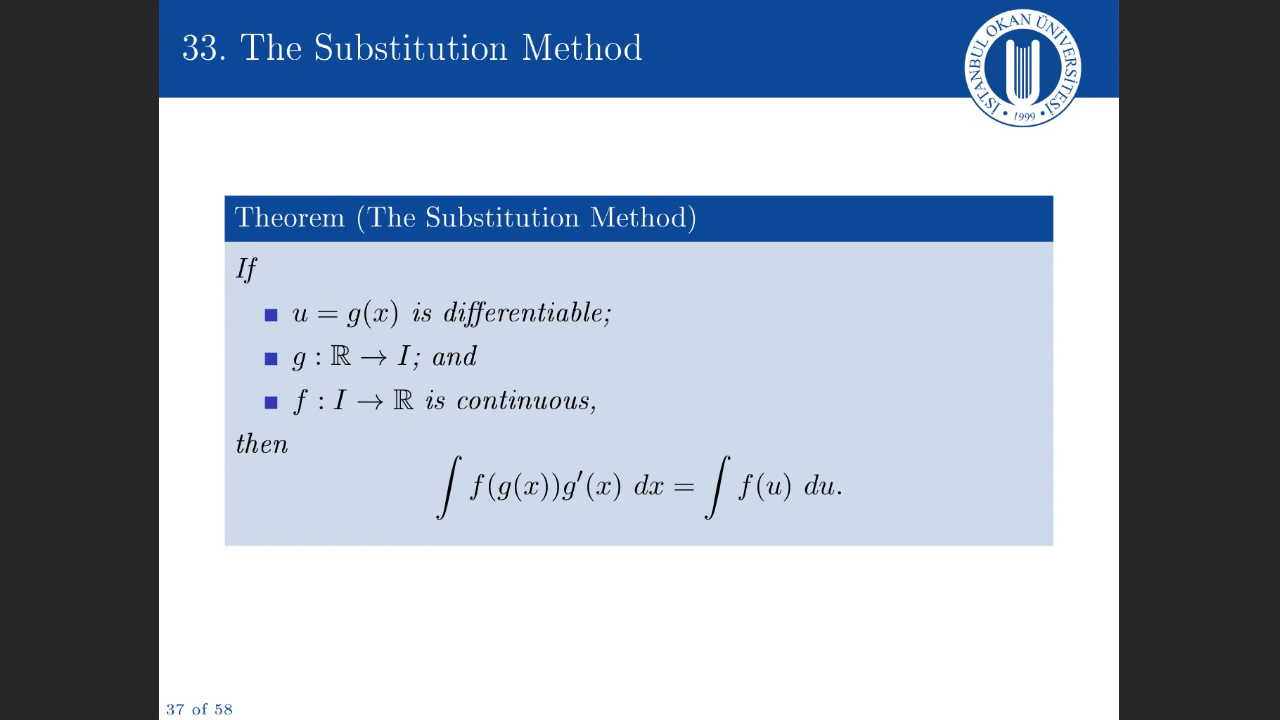 33. The Substitution Method
İSTANBUL OKAN ÜNİVERSİTESİ
• 1999 •
Theorem (The Substitution Method)
If
■ u = g(x) is differentiable;
■ g : ℝ → I; and
■ f : I → ℝ is continuous,
then
∫ f(g(x))g′(x) dx = ∫ f(u) du.
37 of 58